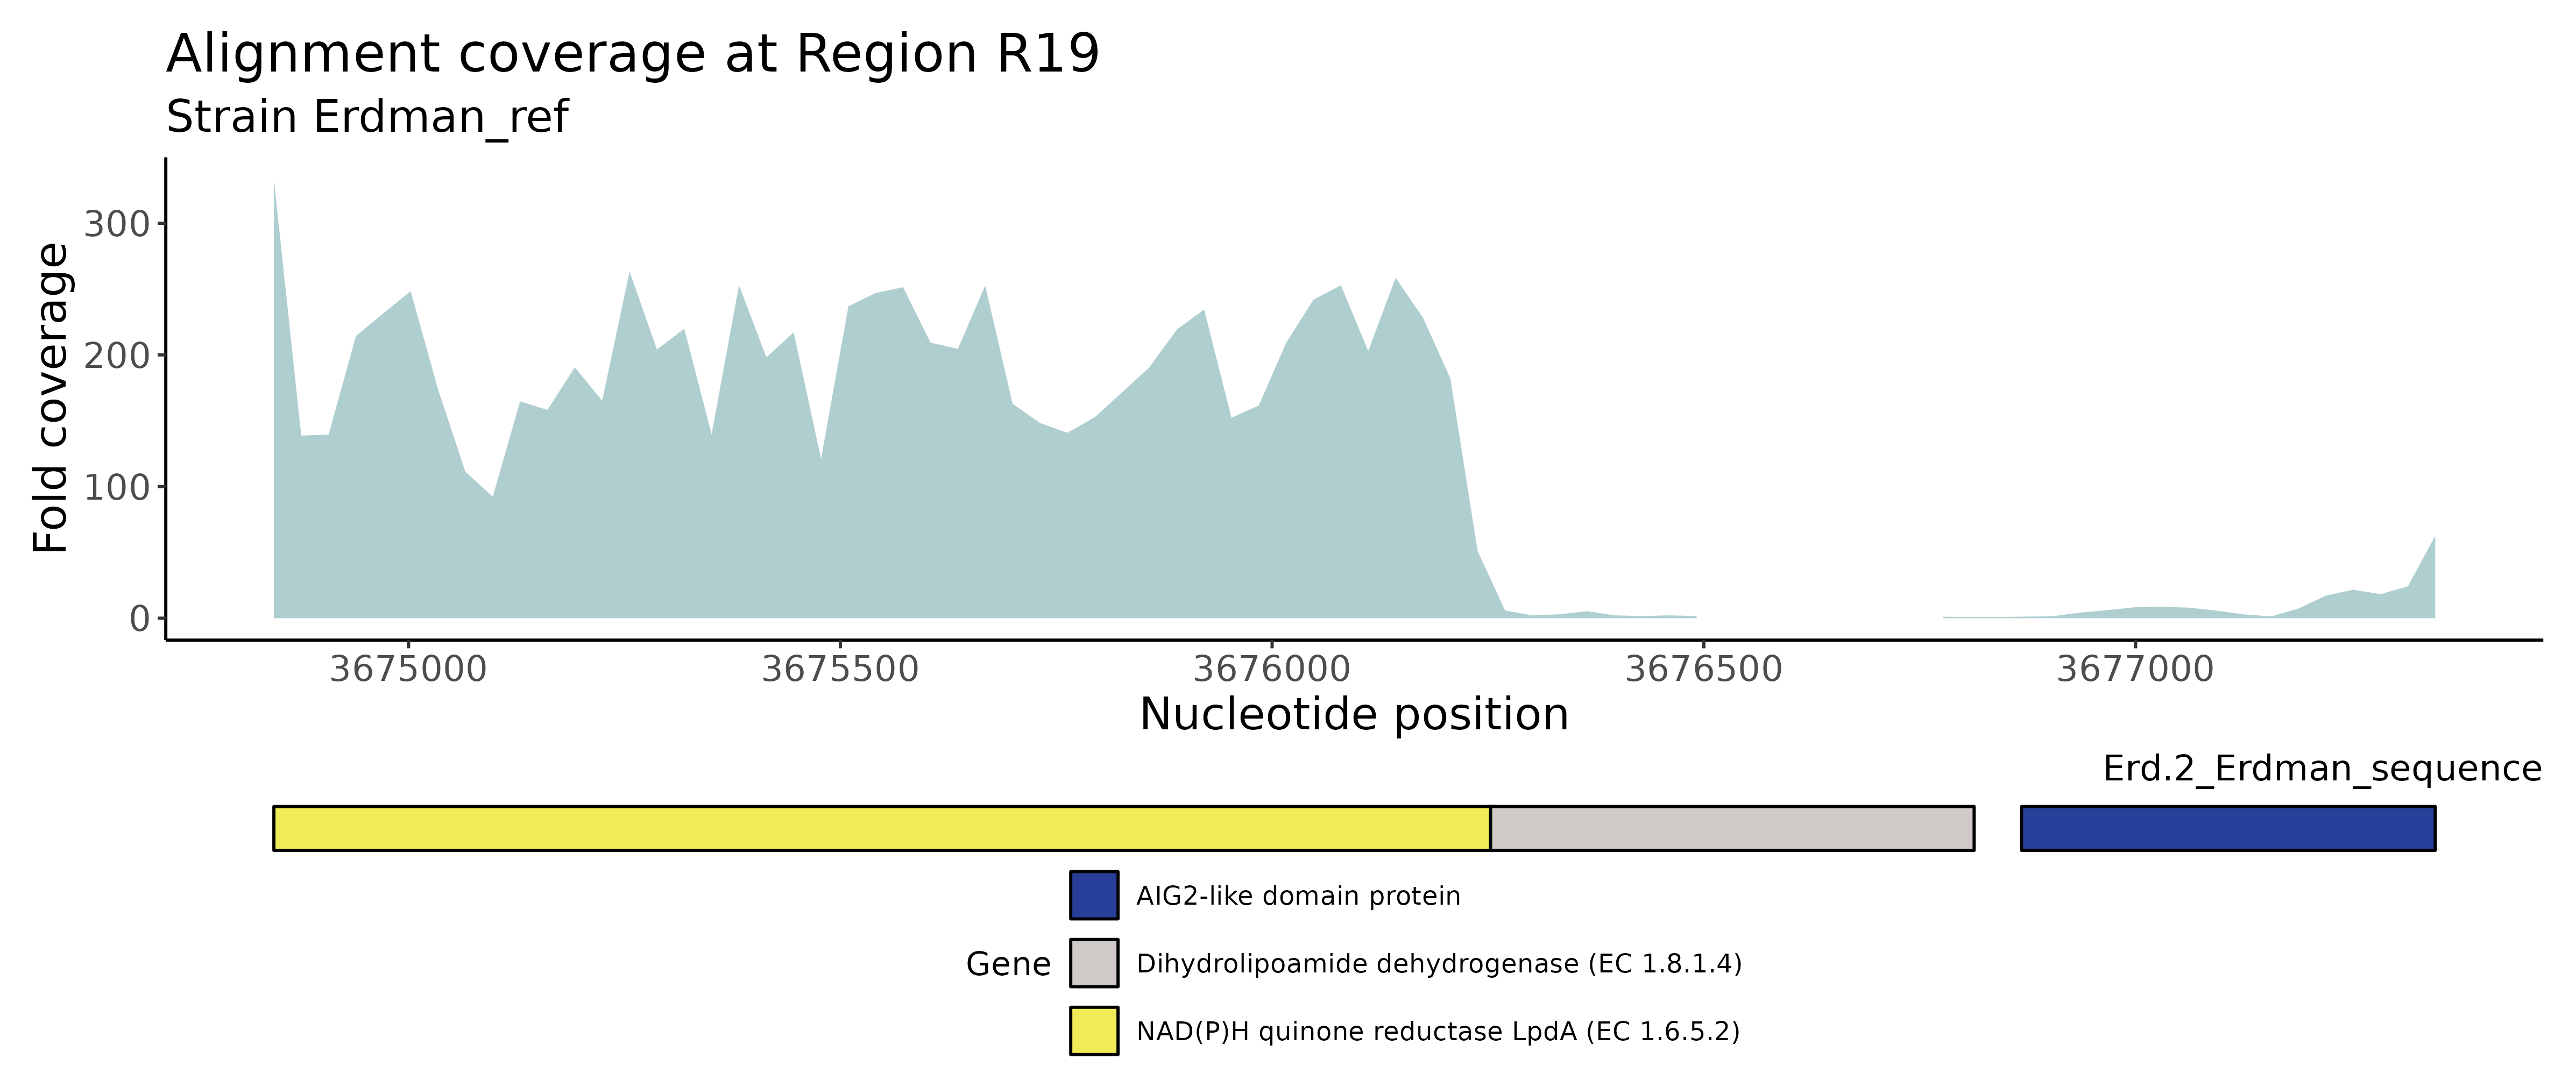 Alignment coverage at Region R19
Strain Erdman_ref
Fold coverage
300
200
100
0
3675000 3675500 3676000 3676500 3677000
Nucleotide position
Erd.2_Erdman_sequence
Gene
AIG2-like domain protein
Dihydrolipoamide dehydrogenase (EC 1.8.1.4)
NAD(P)H quinone reductase LpdA (EC 1.6.5.2)